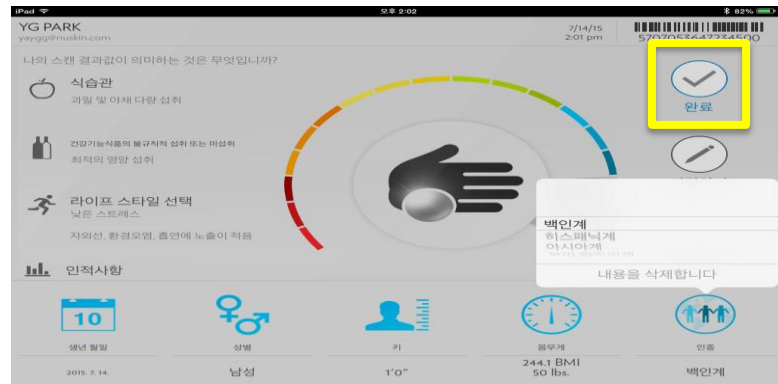 iPad
모루 2:02
82%
YG PARK
yaygg@nuskin.com
7/14/15
2:01 pm
5707053647234500
나의 스캔 결과값이 의미하는 것은 무엇입니까?
식습관
과일 및 야채 다량 섭취
완료
건강기능식품의 불규칙적 섭취 또는 미섭취
최적의 영양 섭취
라이프 스타일 선택
낮은 스트레스
자외선, 환경오염, 흡연에 노출이 적음
백인계
히스패닉계
아시아계
내용을 삭제합니다
인적사항
10
생년 월일
성별
키
몸무게
인종
2015. 7. 14.
남성
1'0"
244.1 BMI
50 lbs.
백인계